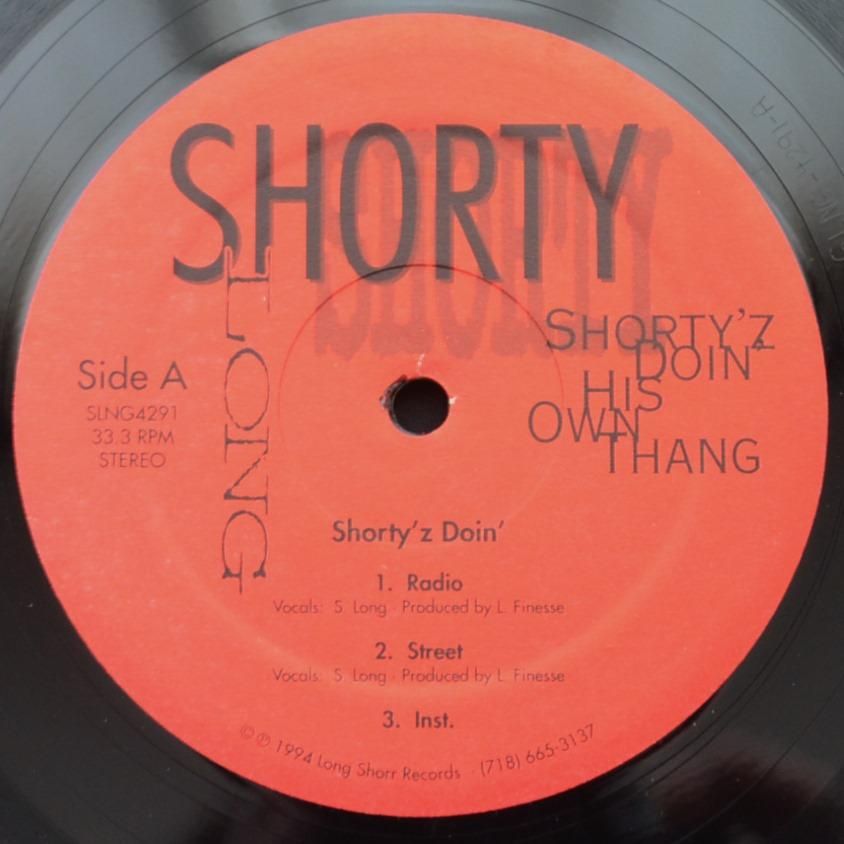 SHORTY
SHORTY
LONG
SHORTY'Z
DOIN'
HIS
OWN
THANG
Side A
SLNG4291
33.3 RPM
STEREO
Shorty'z Doin'
1. Radio
Vocals: S. Long · Produced by L. Finesse
2. Street
Vocals: S. Long · Produced by L. Finesse
3. Inst.
©℗ 1994 Long Shorr Records · (718) 665-3137